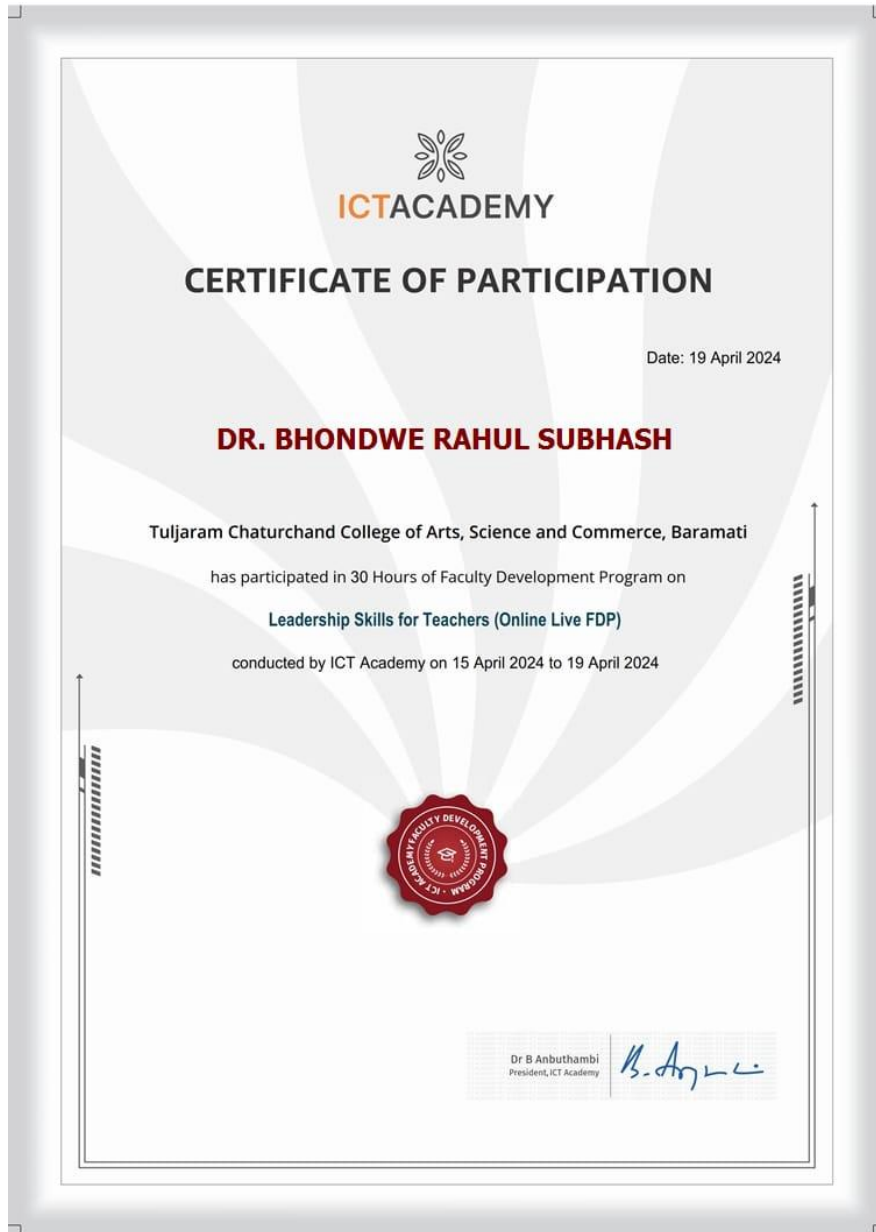 ICTACADEMY
CERTIFICATE OF PARTICIPATION
Date: 19 April 2024
DR. BHONDWE RAHUL SUBHASH
Tuljaram Chaturchand College of Arts, Science and Commerce, Baramati
has participated in 30 Hours of Faculty Development Program on
Leadership Skills for Teachers (Online Live FDP)
conducted by ICT Academy on 15 April 2024 to 19 April 2024
ICT ACADEMY FACULTY DEVELOPMENT PROGRAM
Dr B Anbuthambi
President, ICT Academy